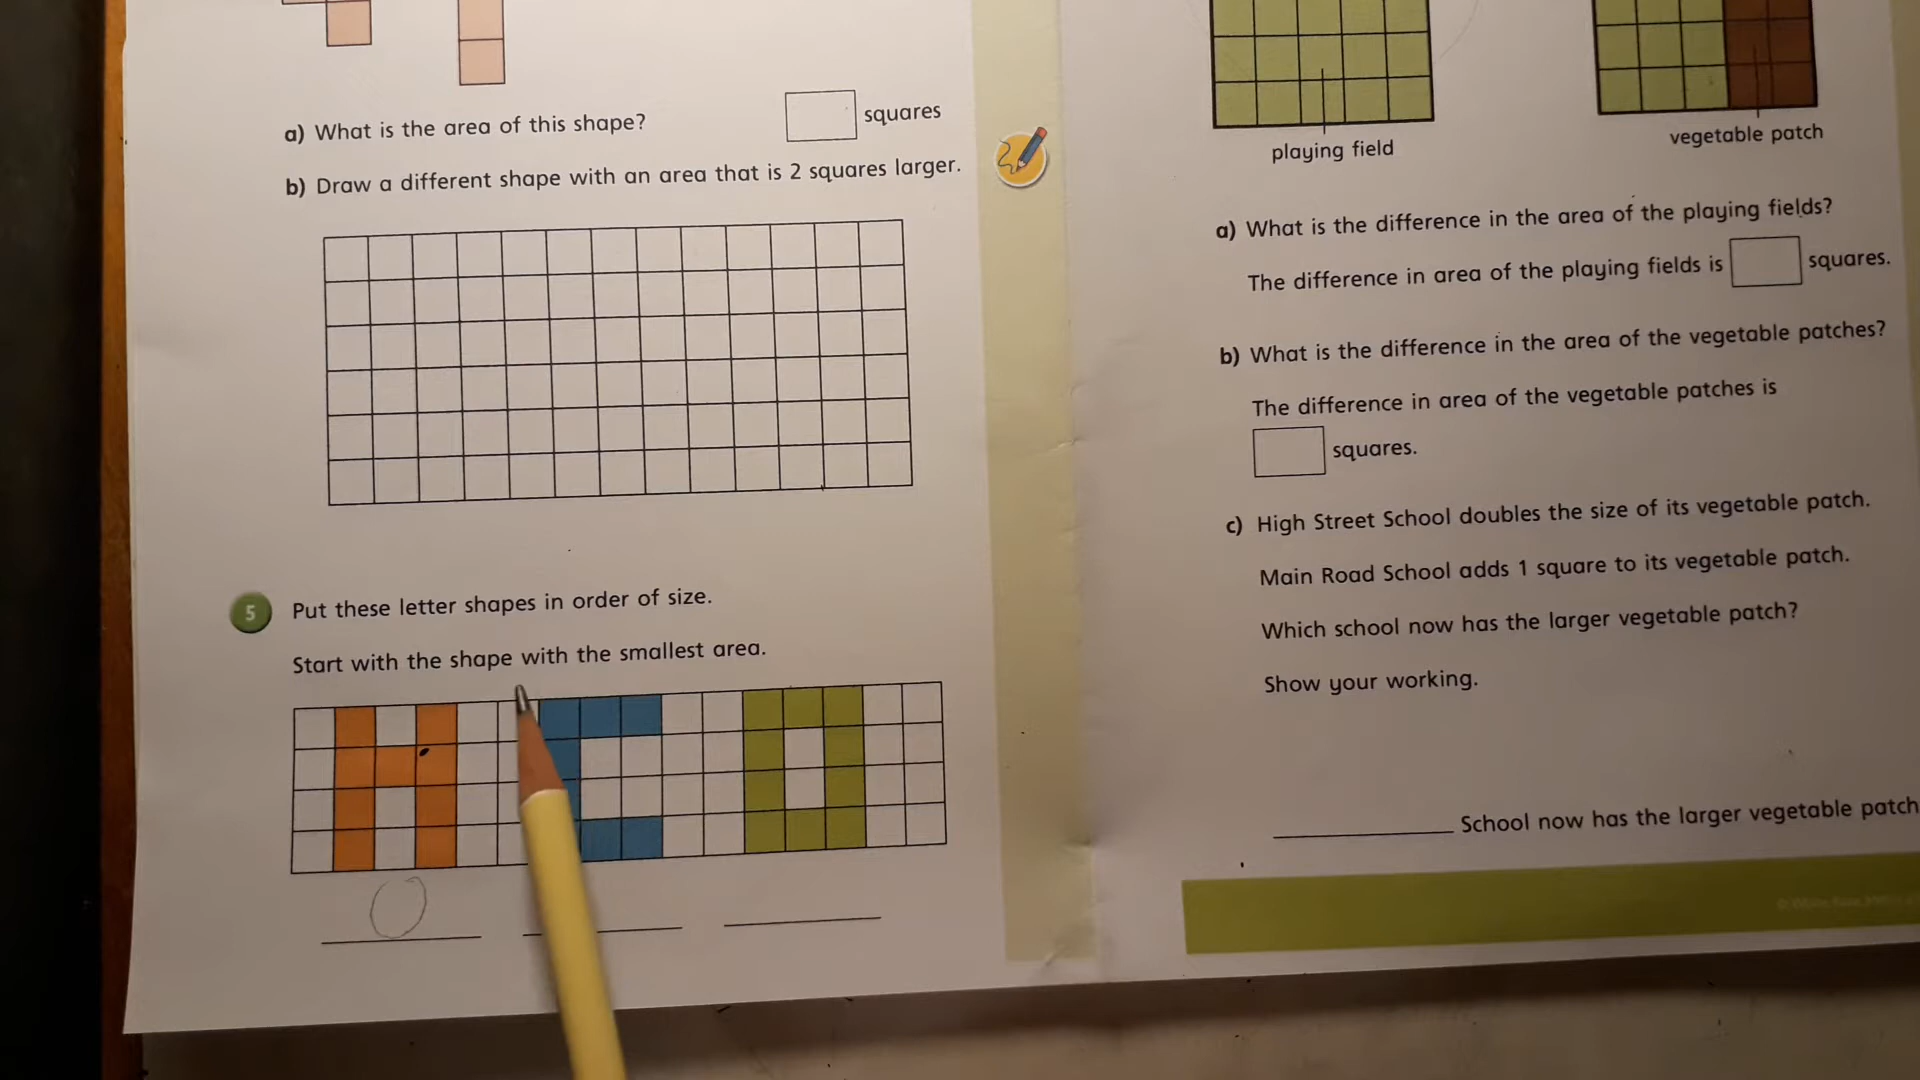 a) What is the area of this shape?
squares
b) Draw a different shape with an area that is 2 squares larger.
5
Put these letter shapes in order of size.
Start with the shape with the smallest area.
O
playing field
vegetable patch
a) What is the difference in the area of the playing fields?
The difference in area of the playing fields is
squares.
b) What is the difference in the area of the vegetable patches?
The difference in area of the vegetable patches is
squares.
c) High Street School doubles the size of its vegetable patch.
Main Road School adds 1 square to its vegetable patch.
Which school now has the larger vegetable patch?
Show your working.
School now has the larger vegetable patch